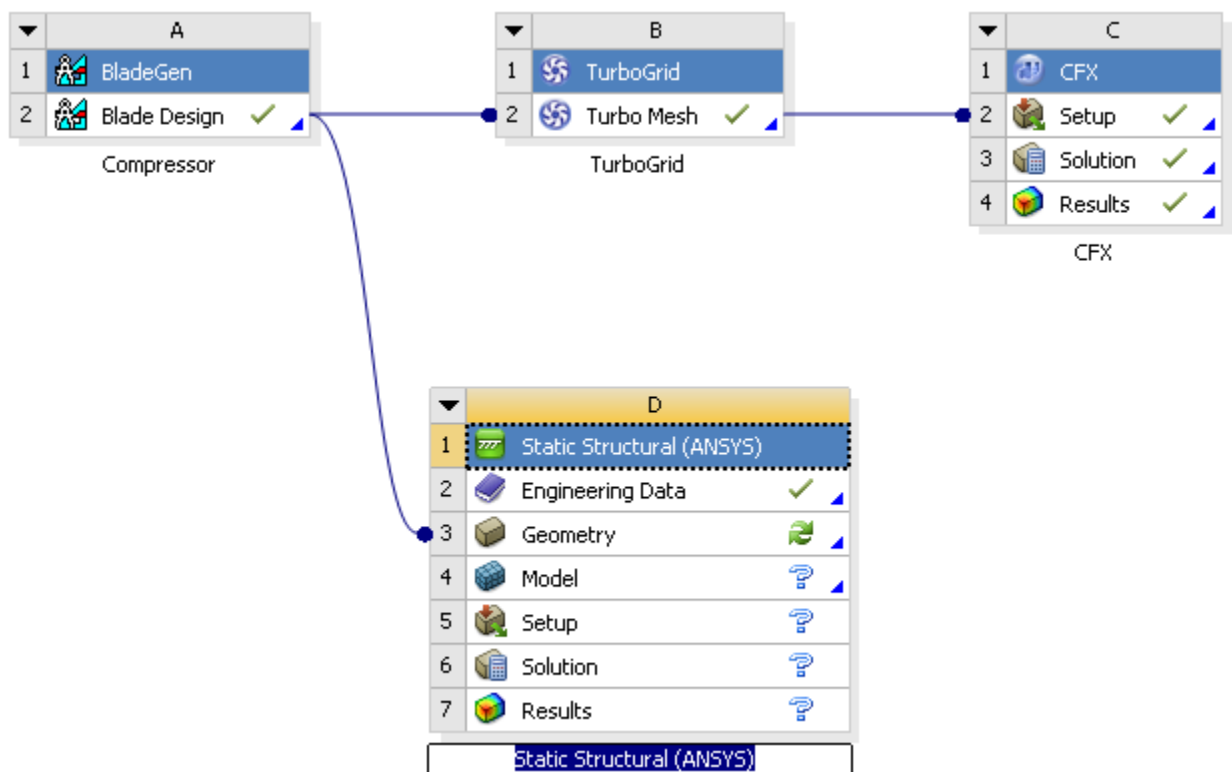 A
1 BladeGen
2 Blade Design
Compressor
B
1 TurboGrid
2 Turbo Mesh
TurboGrid
C
1 CFX
2 Setup
3 Solution
4 Results
CFX
D
1 Static Structural (ANSYS)
2 Engineering Data
3 Geometry
4 Model ?
5 Setup ?
6 Solution ?
7 Results ?
Static Structural (ANSYS)